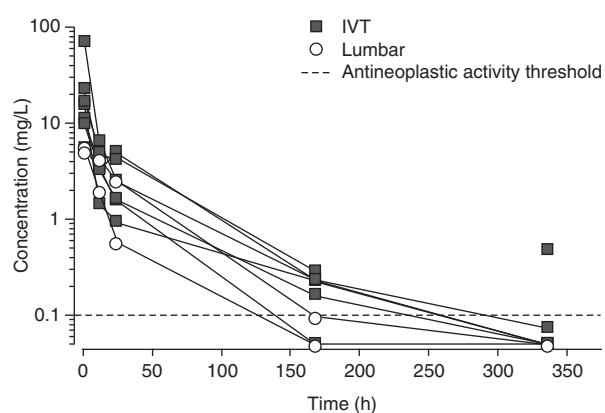 100
10
1
0.1
Concentration (mg/L)
IVT
Lumbar
Antineoplastic activity threshold
0 50 100 150 200 250 300 350
Time (h)